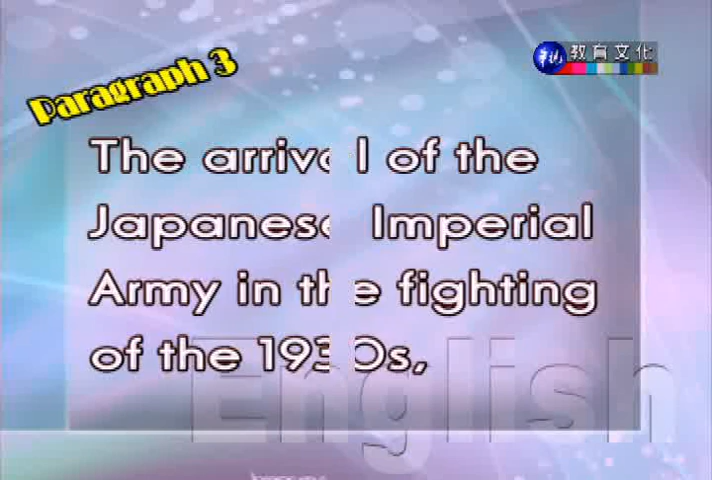 教育文化
Paragraph 3
The arrival of the
Japanese Imperial
Army in the fighting
of the 1930s,
English